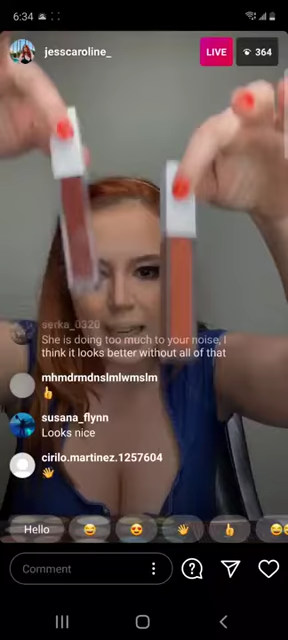 6:34
jesscaroline_
LIVE
364
serka_0320
She is doing too much to your noise, I
think it looks better without all of that
mhmdrmdnslmlwmslm
👍
susana_flynn
Looks nice
cirilo.martinez.1257604
👋
Hello
😂
😍
👋
👍
😂
Comment